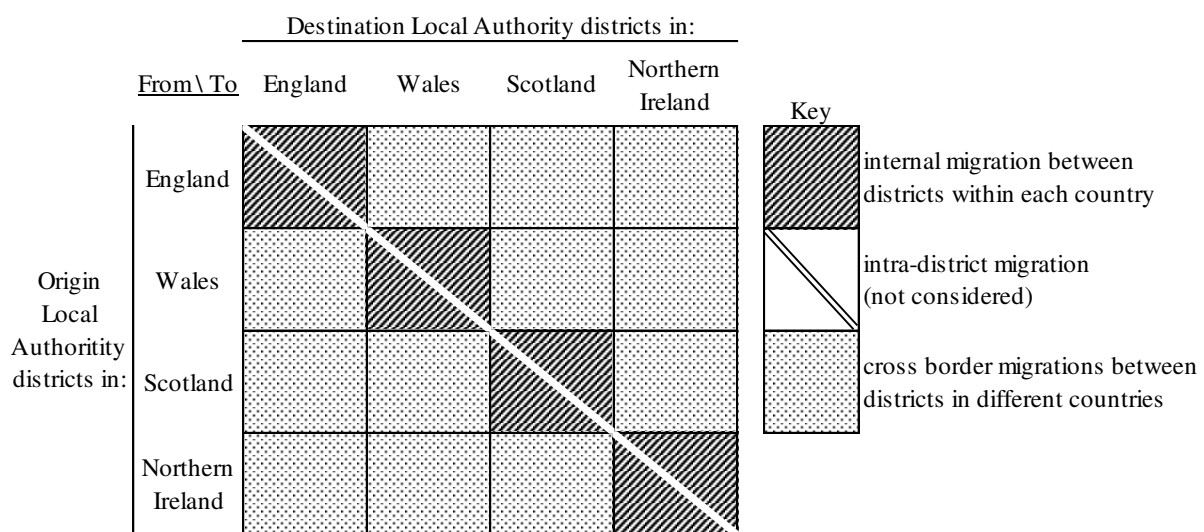 Destination Local Authority districts in:
From \ To England Wales Scotland Northern
Ireland
Key
England
internal migration between
districts within each country
Wales
intra-district migration
(not considered)
Origin
Local
Authoritity
districts in:
Scotland
cross border migrations between
districts in different countries
Northern
Ireland